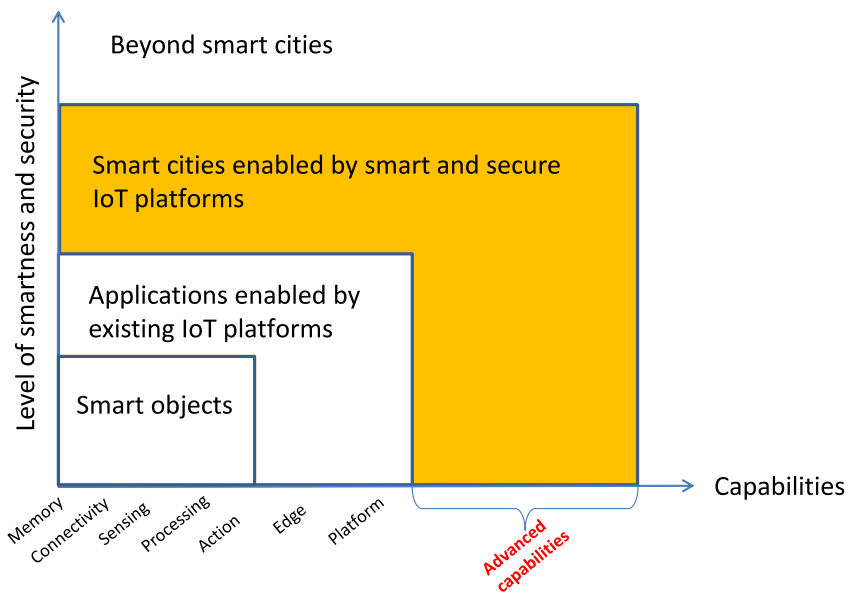 Beyond smart cities
Level of smartness and security
Smart cities enabled by smart and secure
IoT platforms
Applications enabled by
existing IoT platforms
Smart objects
Capabilities
Memory
Connectivity
Sensing
Processing
Action
Edge
Platform
Advanced
capabilities